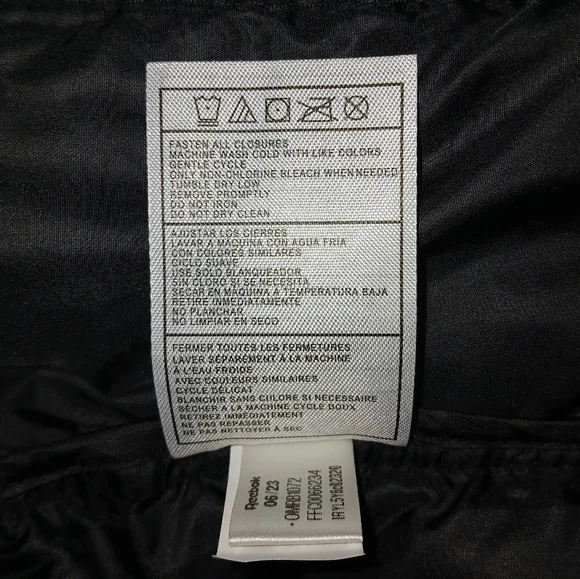 FASTEN ALL CLOSURES
MACHINE WASH COLD WITH LIKE COLORS
GENTLE CYCLE
ONLY NON-CHLORINE BLEACH WHEN NEEDED
TUMBLE DRY LOW
REMOVE PROMPTLY
DO NOT IRON
DO NOT DRY CLEAN
AJUSTAR LOS CIERRES
LAVAR A MAQUINA CON AGUA FRIA
CON COLORES SIMILARES
CICLO SUAVE
USE SOLO BLANQUEADOR
SIN CLORO SI SE NECESITA
SECAR EN MAQUINA A TEMPERATURA BAJA
RETIRE INMEDIATAMENTE
NO PLANCHAR
NO LIMPIAR EN SECO
FERMER TOUTES LES FERMETURES
LAVER SÉPARÉMENT À LA MACHINE
À L'EAU FROIDE
AVEC COULEURS SIMILAIRES
CYCLE DÉLICAT
BLANCHIR SANS CHLORE SI NECESSAIRE
SÉCHER À LA MACHINE CYCLE DOUX
RETIREZ IMMÉDIATEMENT
NE PAS REPASSER
NE PAS NETTOYER À SEC
Reebok
06/23
FFC0066234